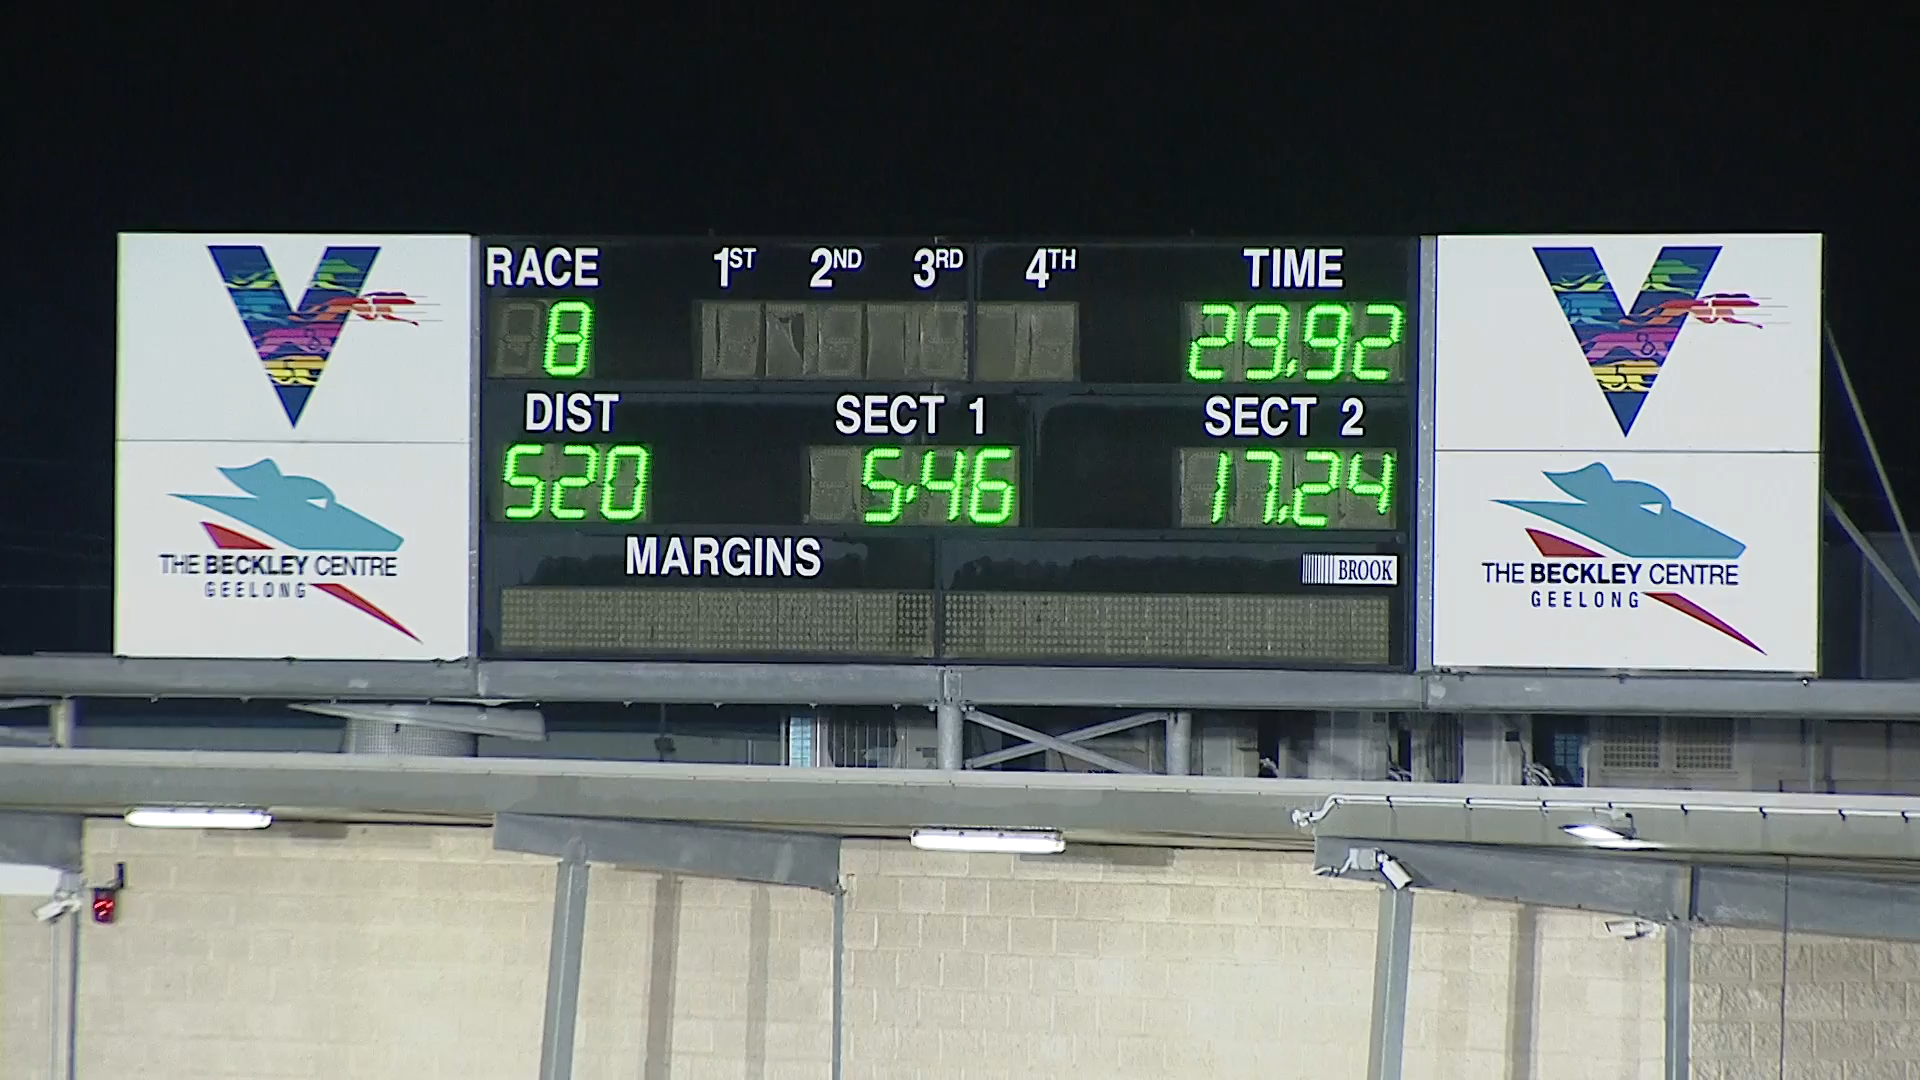 RACE 1ST 2ND 3RD 4TH TIME
8 29.92
DIST SECT 1 SECT 2
520 5.46 17.24
MARGINS
BROOK
THE BECKLEY CENTRE
GEELONG
THE BECKLEY CENTRE
GEELONG